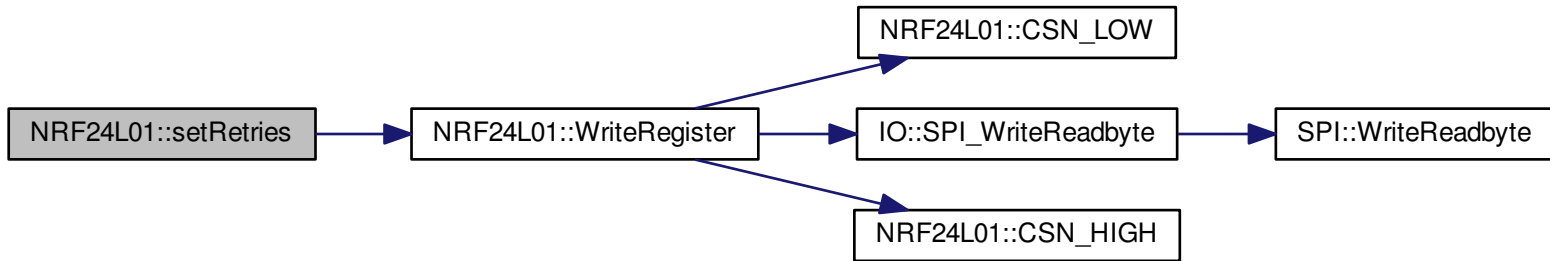 NRF24L01::CSN_LOW
NRF24L01::setRetries
NRF24L01::WriteRegister
IO::SPI_WriteReadbyte
SPI::WriteReadbyte
NRF24L01::CSN_HIGH